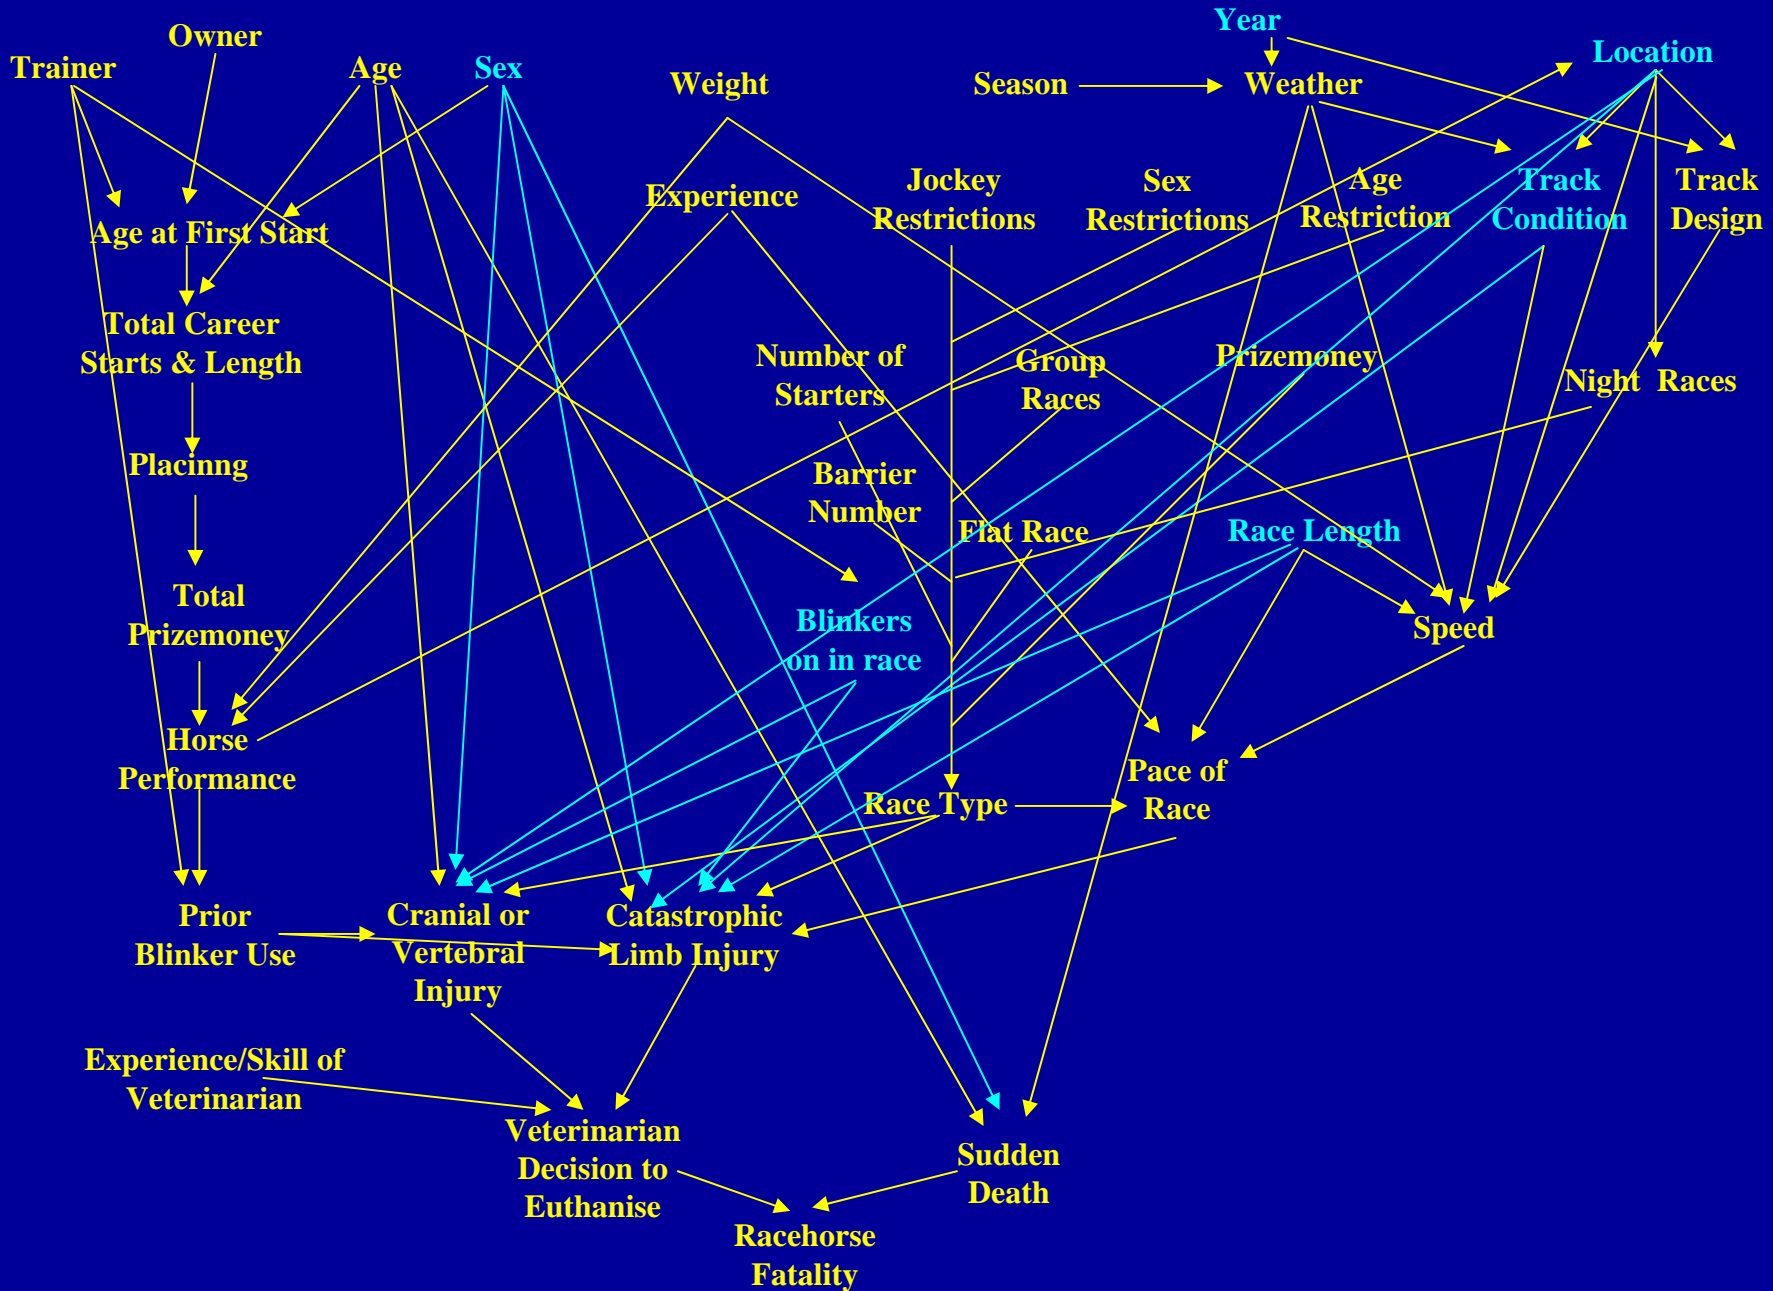 Year
Owner
Location
Trainer
Age
Sex
Weight
Season
Weather
Experience
Jockey
Restrictions
Sex
Restrictions
Age
Restriction
Track
Condition
Track
Design
Age at First Start
Total Career
Starts & Length
Number of
Starters
Group
Races
Prizemoney
Night Races
Placinng
Barrier
Number
Flat Race
Race Length
Total
Prizemoney
Blinkers
on in race
Speed
Horse
Performance
Race Type
Pace of
Race
Prior
Blinker Use
Cranial or
Vertebral
Injury
Catastrophic
Limb Injury
Experience/Skill of
Veterinarian
Veterinarian
Decision to
Euthanise
Sudden
Death
Racehorse
Fatality